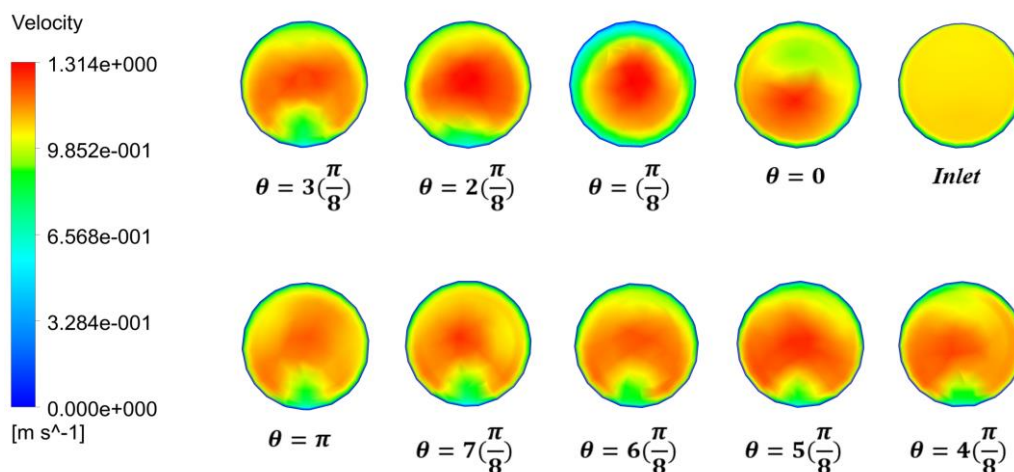 Velocity
1.314e+000
9.852e-001
6.568e-001
3.284e-001
0.000e+000
[m s^-1]
θ = 3(π/8)
θ = 2(π/8)
θ = (π/8)
θ = 0
Inlet
θ = π
θ = 7(π/8)
θ = 6(π/8)
θ = 5(π/8)
θ = 4(π/8)